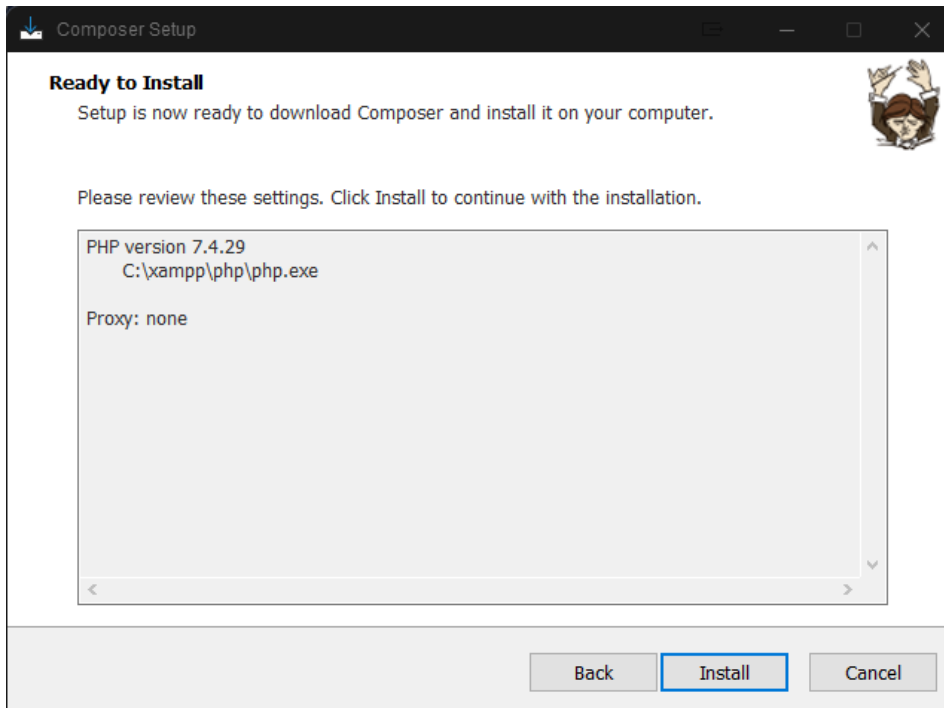 Composer Setup
Ready to Install
Setup is now ready to download Composer and install it on your computer.
Please review these settings. Click Install to continue with the installation.
PHP version 7.4.29
C:\xampp\php\php.exe
Proxy: none
Back
Install
Cancel